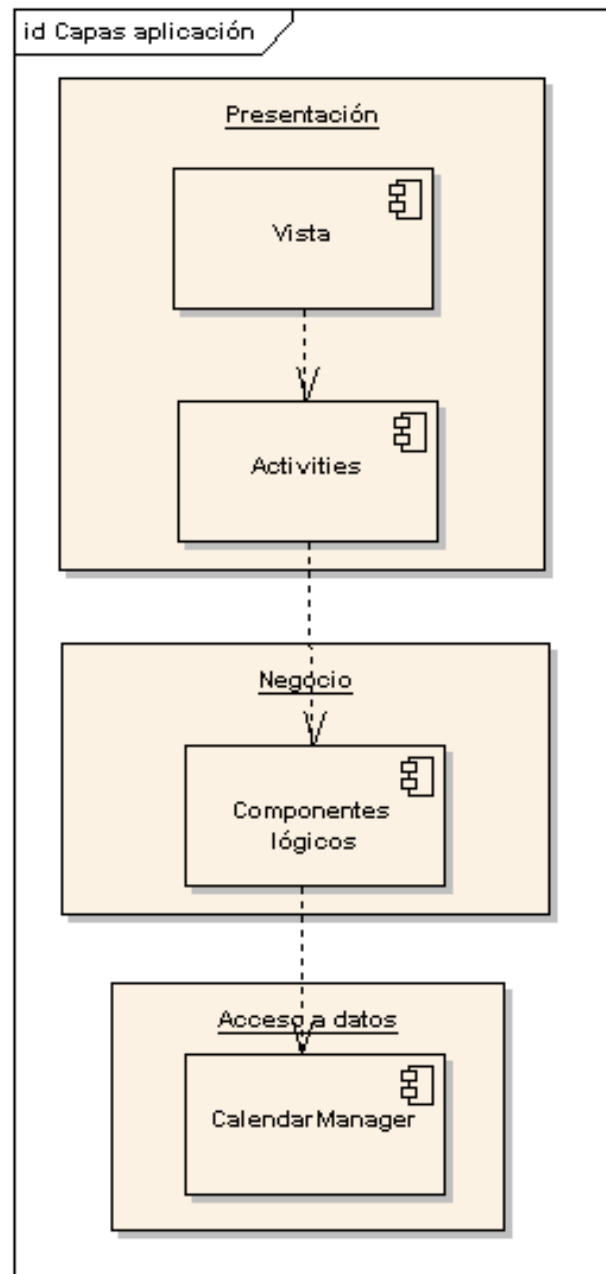 id Capas aplicación
Presentación
Vista
Activities
Negocio
Componentes
lógicos
Acceso a datos
CalendarManager